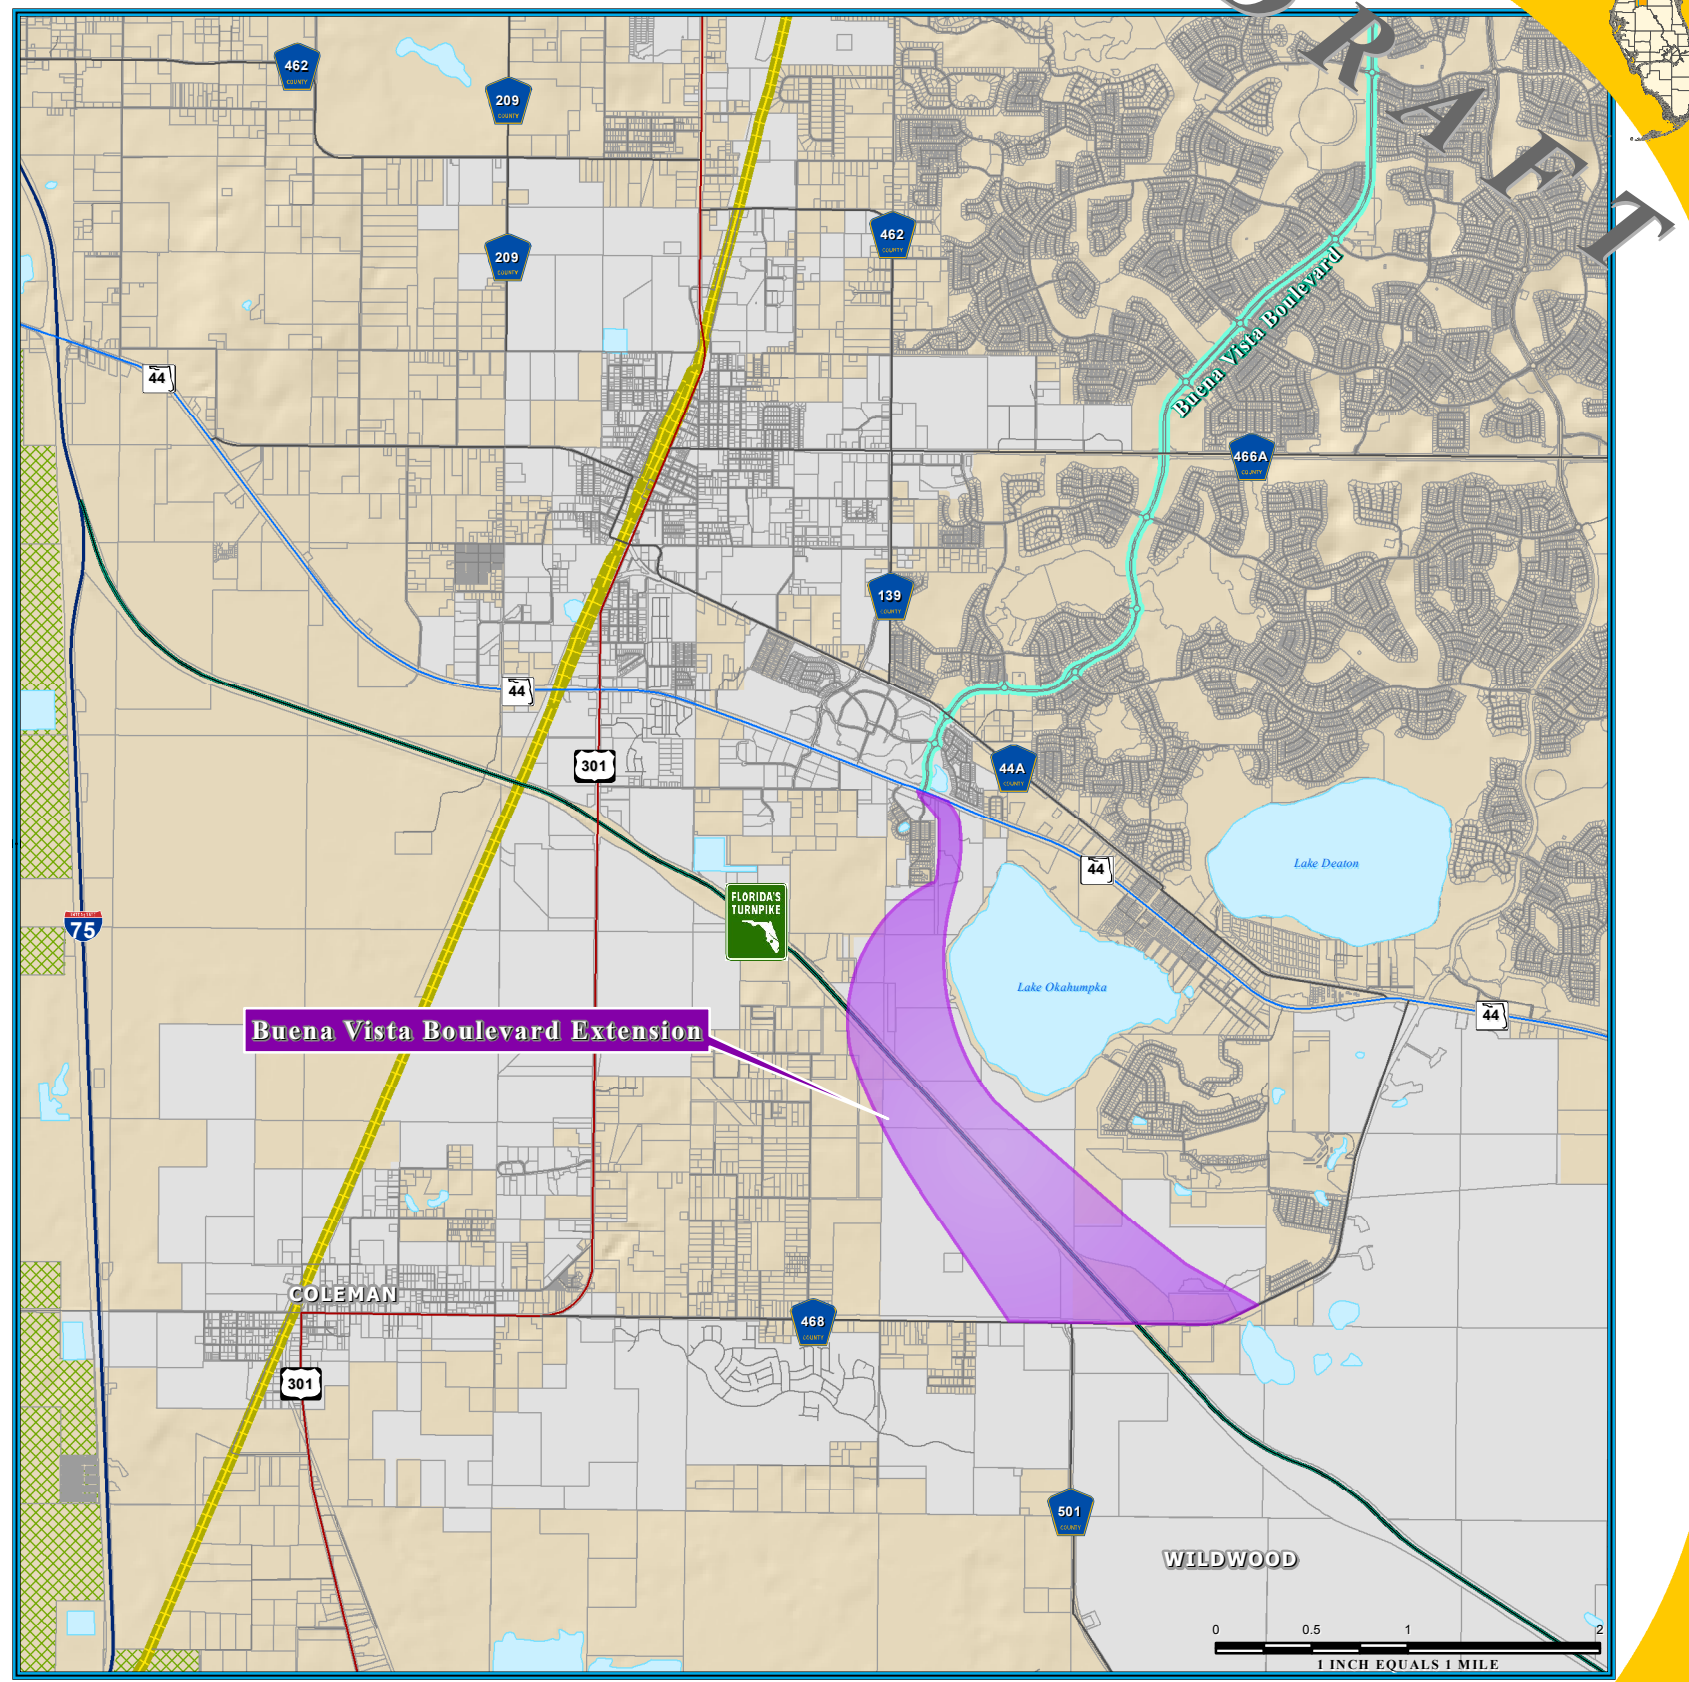 RAFT
462
COUNTY
209
COUNTY
462
COUNTY
209
COUNTY
Buena Vista Boulevard
44
466A
COUNTY
139
COUNTY
44
301
44A
COUNTY
Lake Deaton
44
FLORIDA'S
TURNPIKE
75
Lake Okahumpka
44
Buena Vista Boulevard Extension
COLEMAN
468
COUNTY
301
501
COUNTY
WILDWOOD
0 0.5 1 2
1 INCH EQUALS 1 MILE